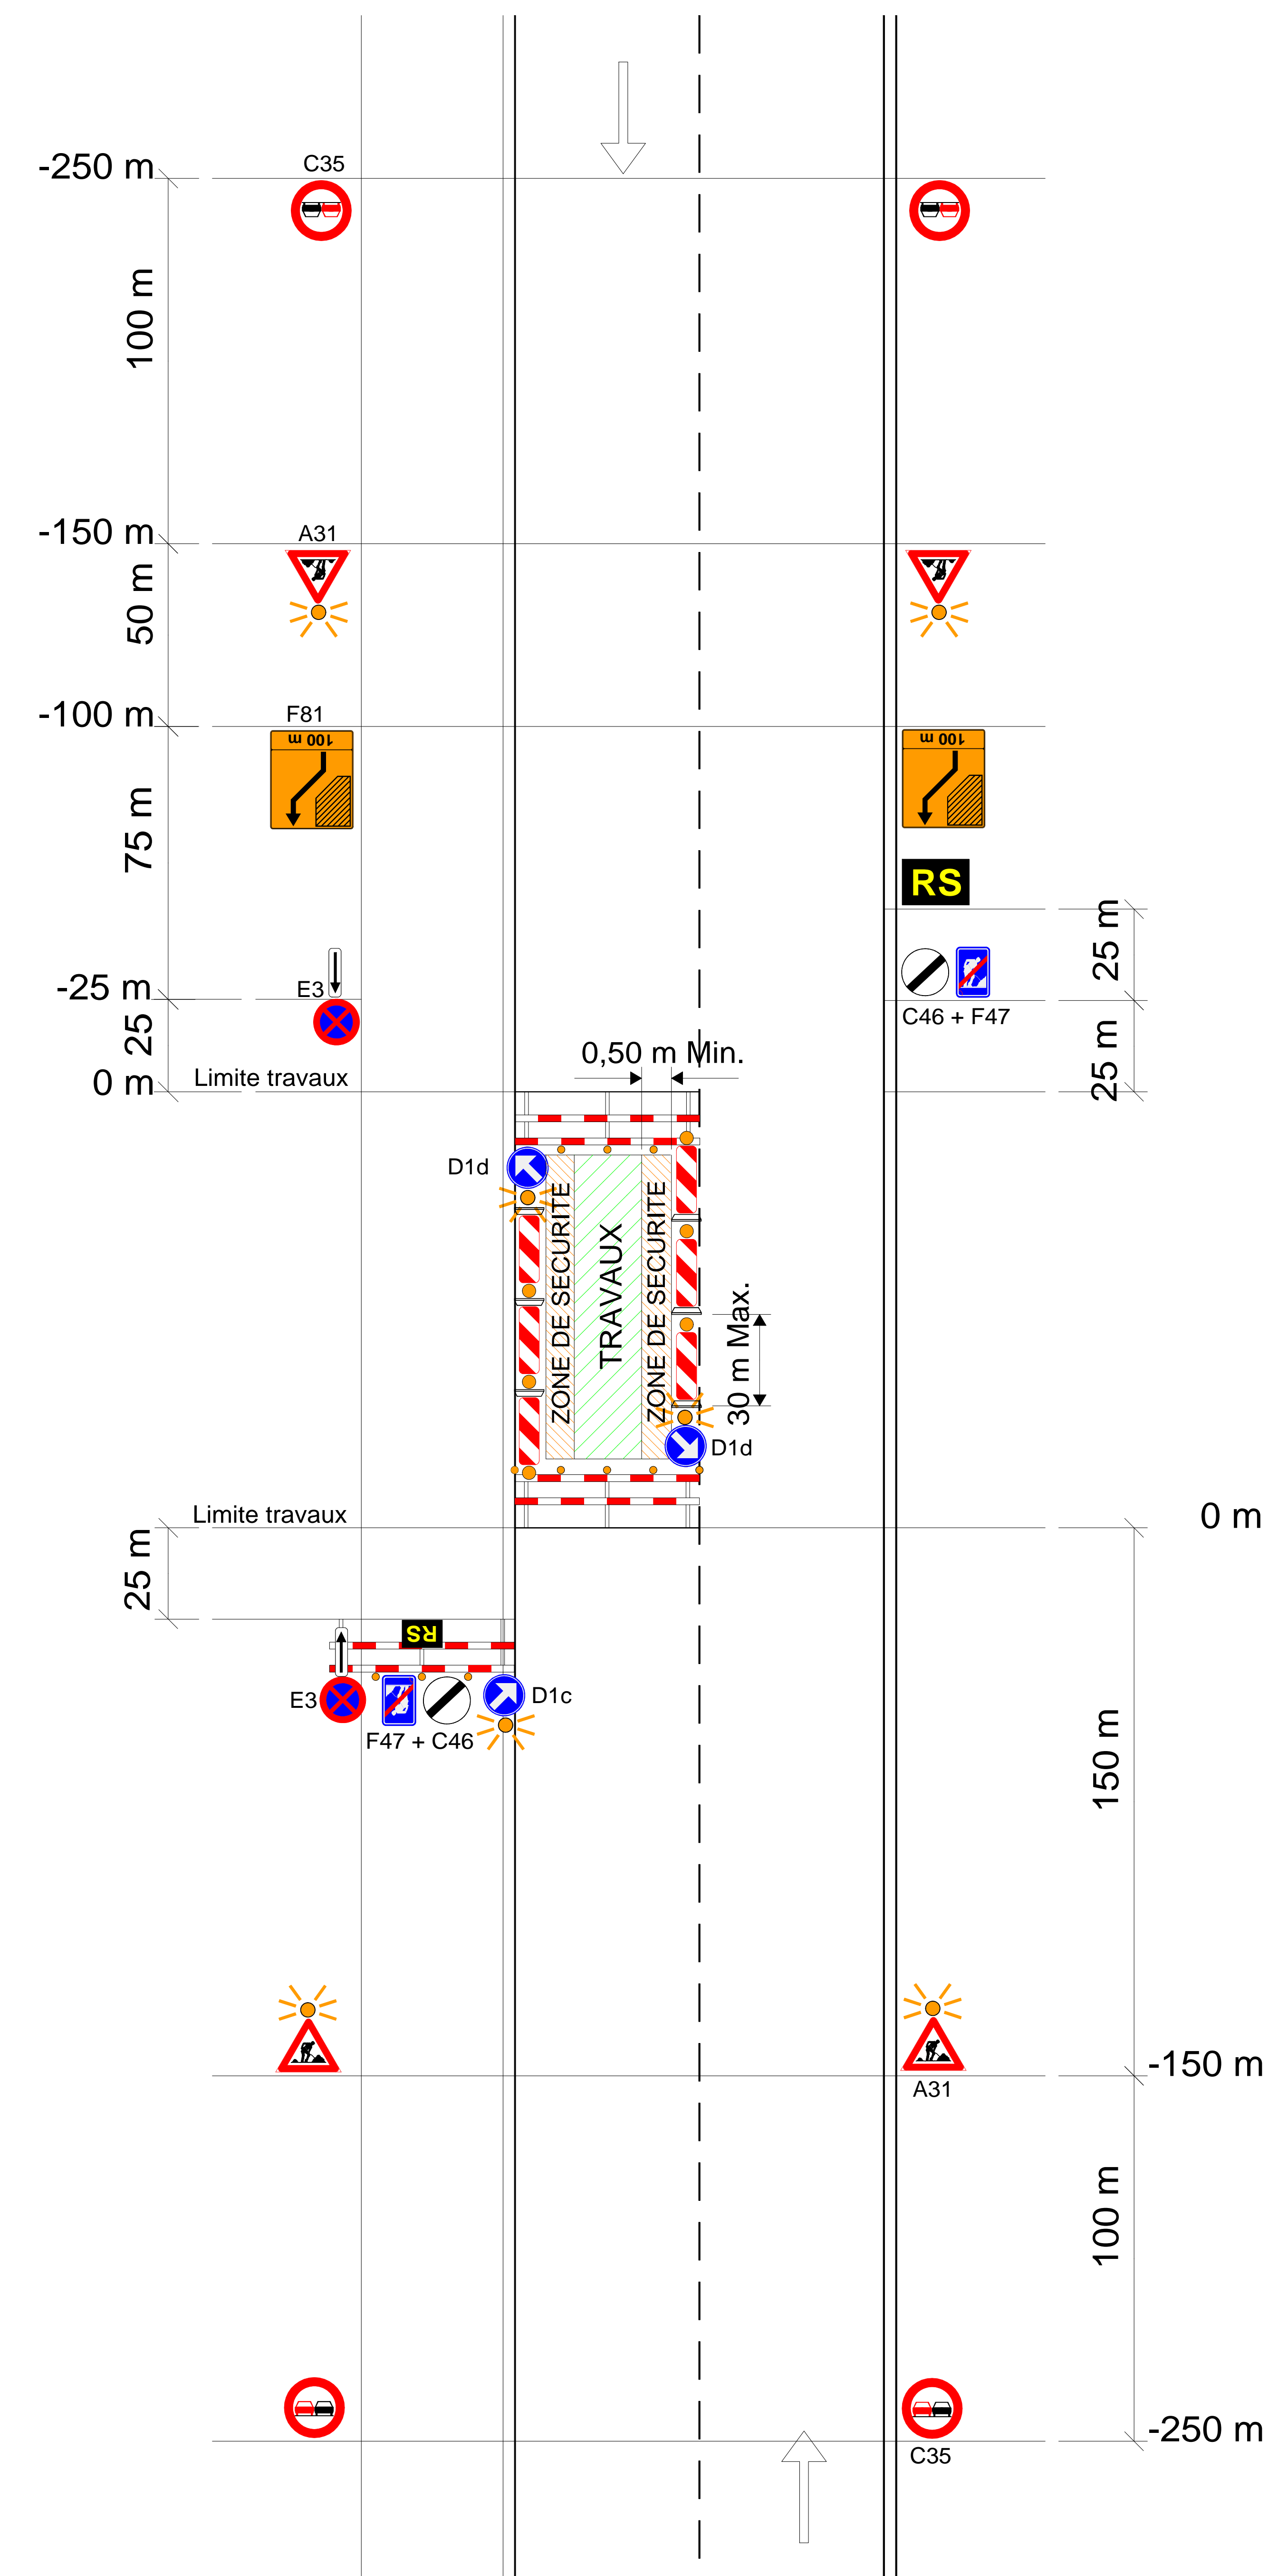 -250 m
C35
100 m
-150 m
A31
50 m
-100 m
F81
100 m
100 m
75 m
RS
25 m
-25 m
E3
C46 + F47
25 m
25 m
0,50 m Min.
0 m
Limite travaux
D1d
ZONE DE SECURITE
TRAVAUX
ZONE DE SECURITE
30 m Max.
D1d
Limite travaux
0 m
25 m
RS
E3
D1c
F47 + C46
150 m
-150 m
A31
100 m
-250 m
C35